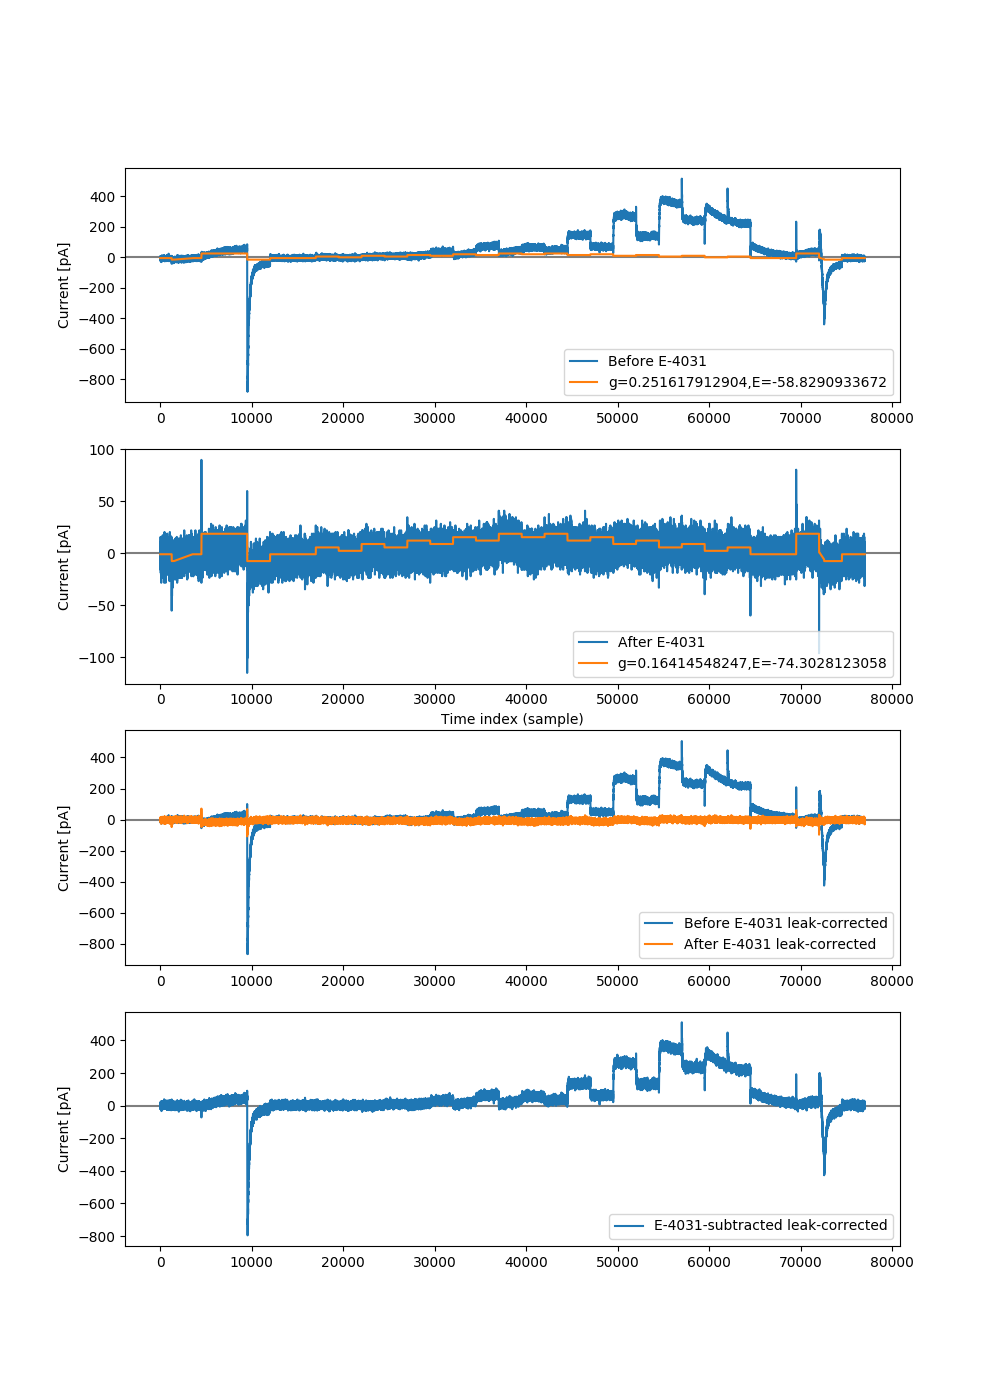 400
200
0
−200
−400
−600
−800
Current [pA]
Before E-4031
g=0.251617912904,E=-58.8290933672
0 10000 20000 30000 40000 50000 60000 70000 80000
100
50
0
−50
−100
Current [pA]
After E-4031
g=0.16414548247,E=-74.3028123058
0 10000 20000 30000 40000 50000 60000 70000 80000
Time index (sample)
400
200
0
−200
−400
−600
−800
Current [pA]
Before E-4031 leak-corrected
After E-4031 leak-corrected
0 10000 20000 30000 40000 50000 60000 70000 80000
400
200
0
−200
−400
−600
−800
Current [pA]
E-4031-subtracted leak-corrected
0 10000 20000 30000 40000 50000 60000 70000 80000